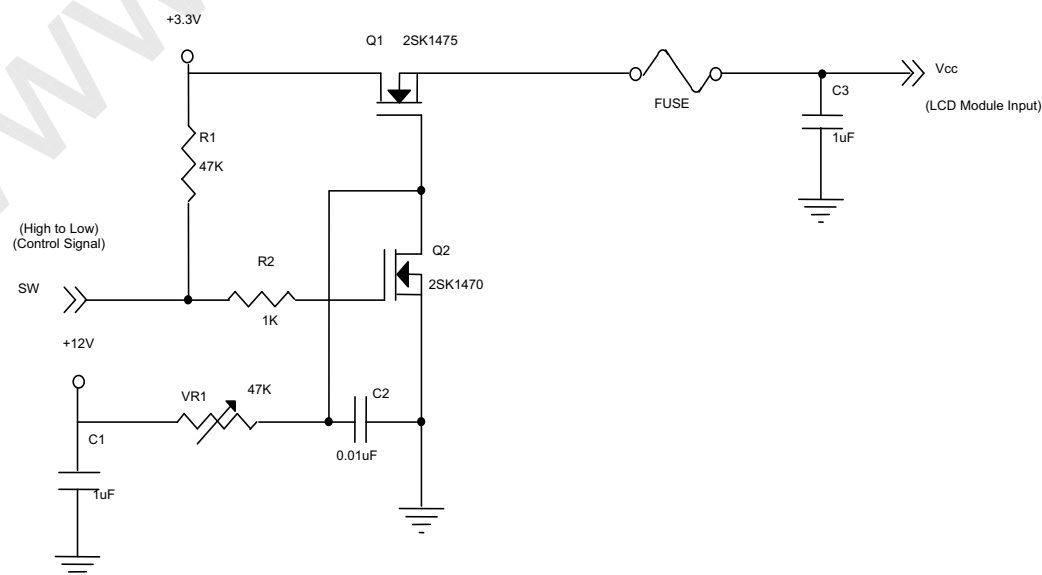 +3.3V
Q1 2SK1475
Vcc
FUSE
C3
(LCD Module Input)
1uF
R1
47K
(High to Low)
(Control Signal)
Q2
R2
2SK1470
SW
1K
+12V
VR1
47K
C2
C1
0.01uF
1uF